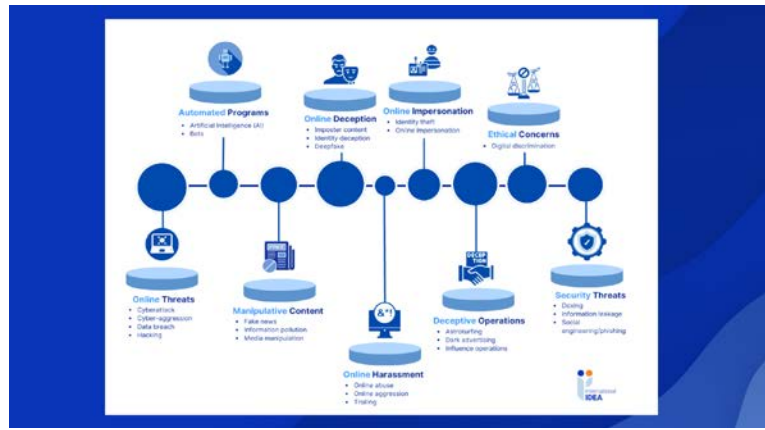 Automated Programs
• Artificial Intelligence (AI)
• Bots
Online Deception
• Imposter content
• Identity deception
• Deepfake
Online Impersonation
• Identity theft
• Online impersonation
Ethical Concerns
• Digital discrimination
Online Threats
• Cyberattack
• Cyber-aggression
• Data breach
• Hacking
Manipulative Content
• Fake news
• Information pollution
• Media manipulation
&*!
Online Harassment
• Online abuse
• Online aggression
• Trolling
DECEP
TION
Deceptive Operations
• Astroturfing
• Dark advertising
• Influence operations
Security Threats
• Doxing
• Information leakage
• Social
engineering/phishing
International
IDEA